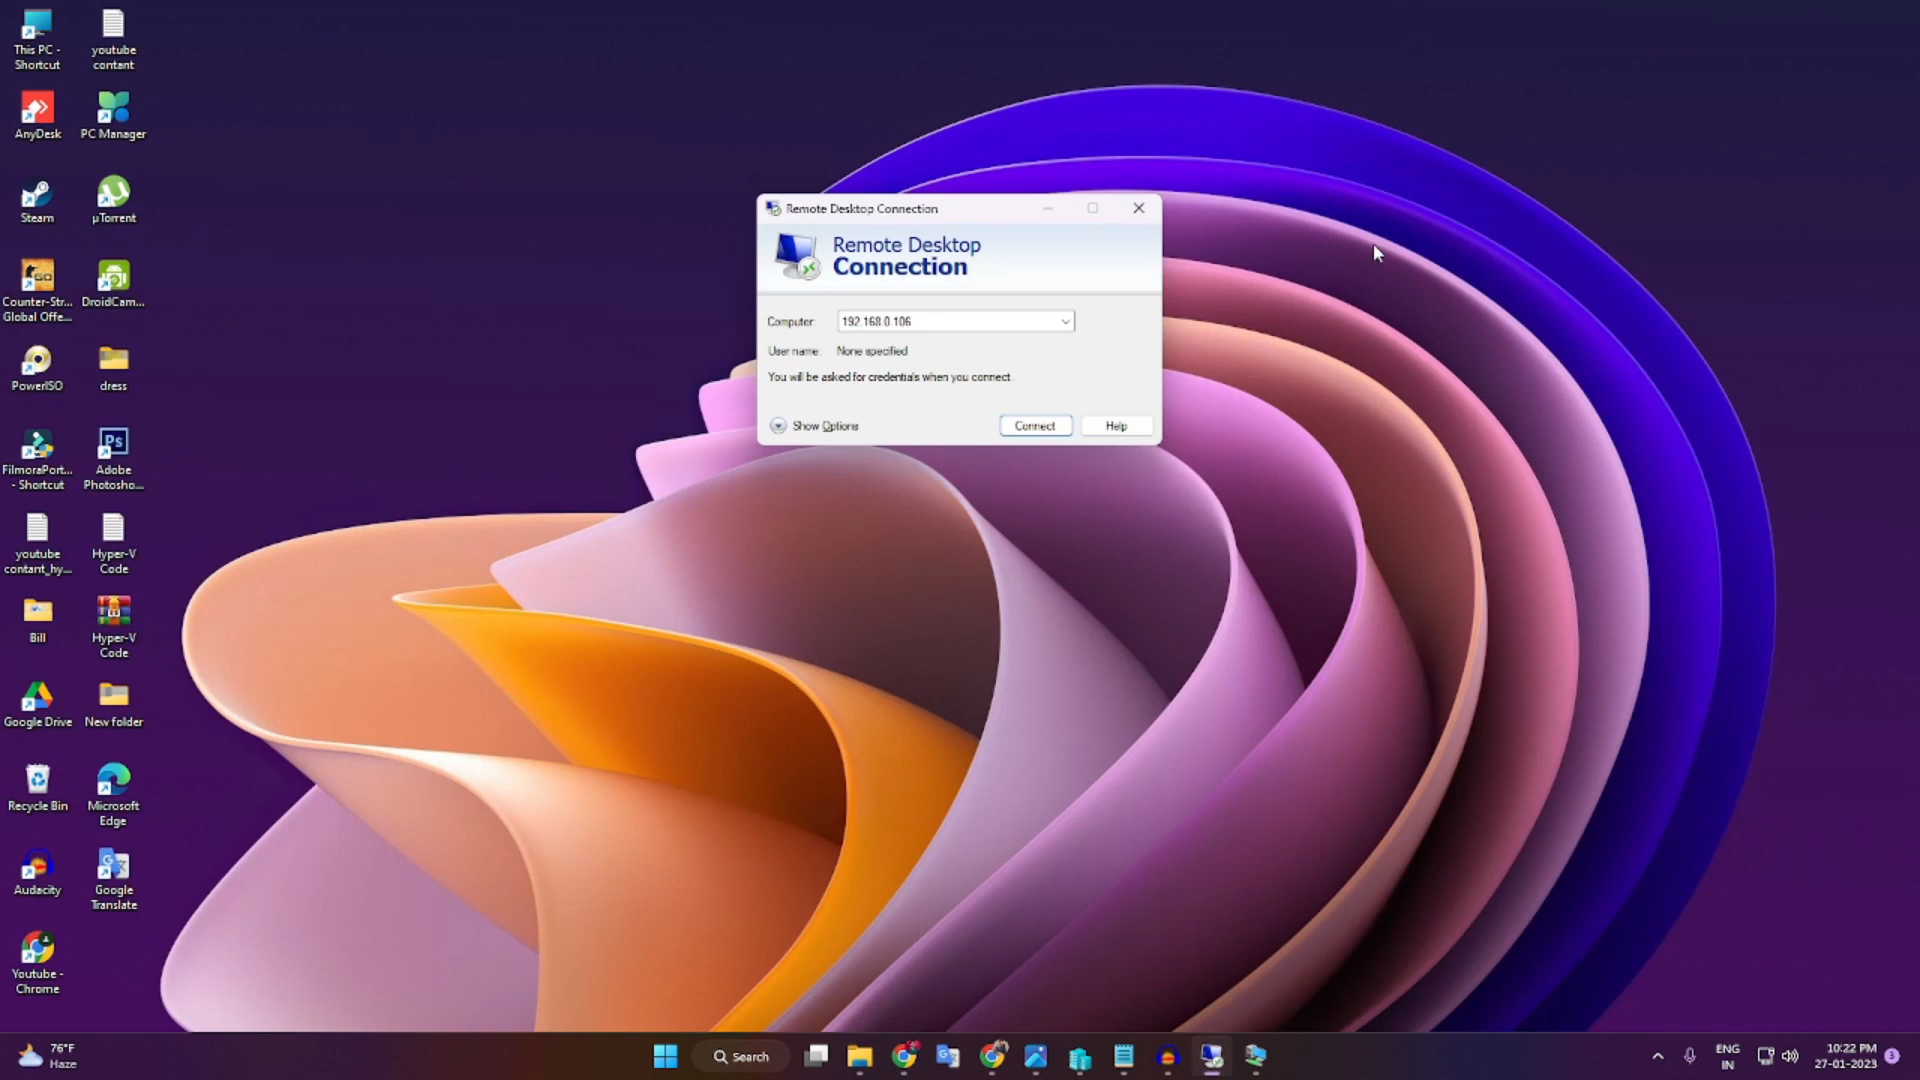 This PC -
Shortcut
youtube
contant
AnyDesk
PC Manager
Steam
µTorrent
Counter-Str...
Global Offe...
DroidCam...
PowerISO
dress
FilmoraPort...
- Shortcut
Ps
Adobe
Photosho...
youtube
contant_hy...
Hyper-V
Code
Bill
Hyper-V
Code
Google Drive
New folder
Recycle Bin
Microsoft
Edge
Audacity
Google
Translate
Youtube -
Chrome
Remote Desktop Connection
Remote Desktop
Connection
Computer: 192.168.0.106
User name: None specified
You will be asked for credentials when you connect.
Show Options
Connect
Help
76°F
Haze
Search
ENG
IN
10:22 PM
27-01-2023
3